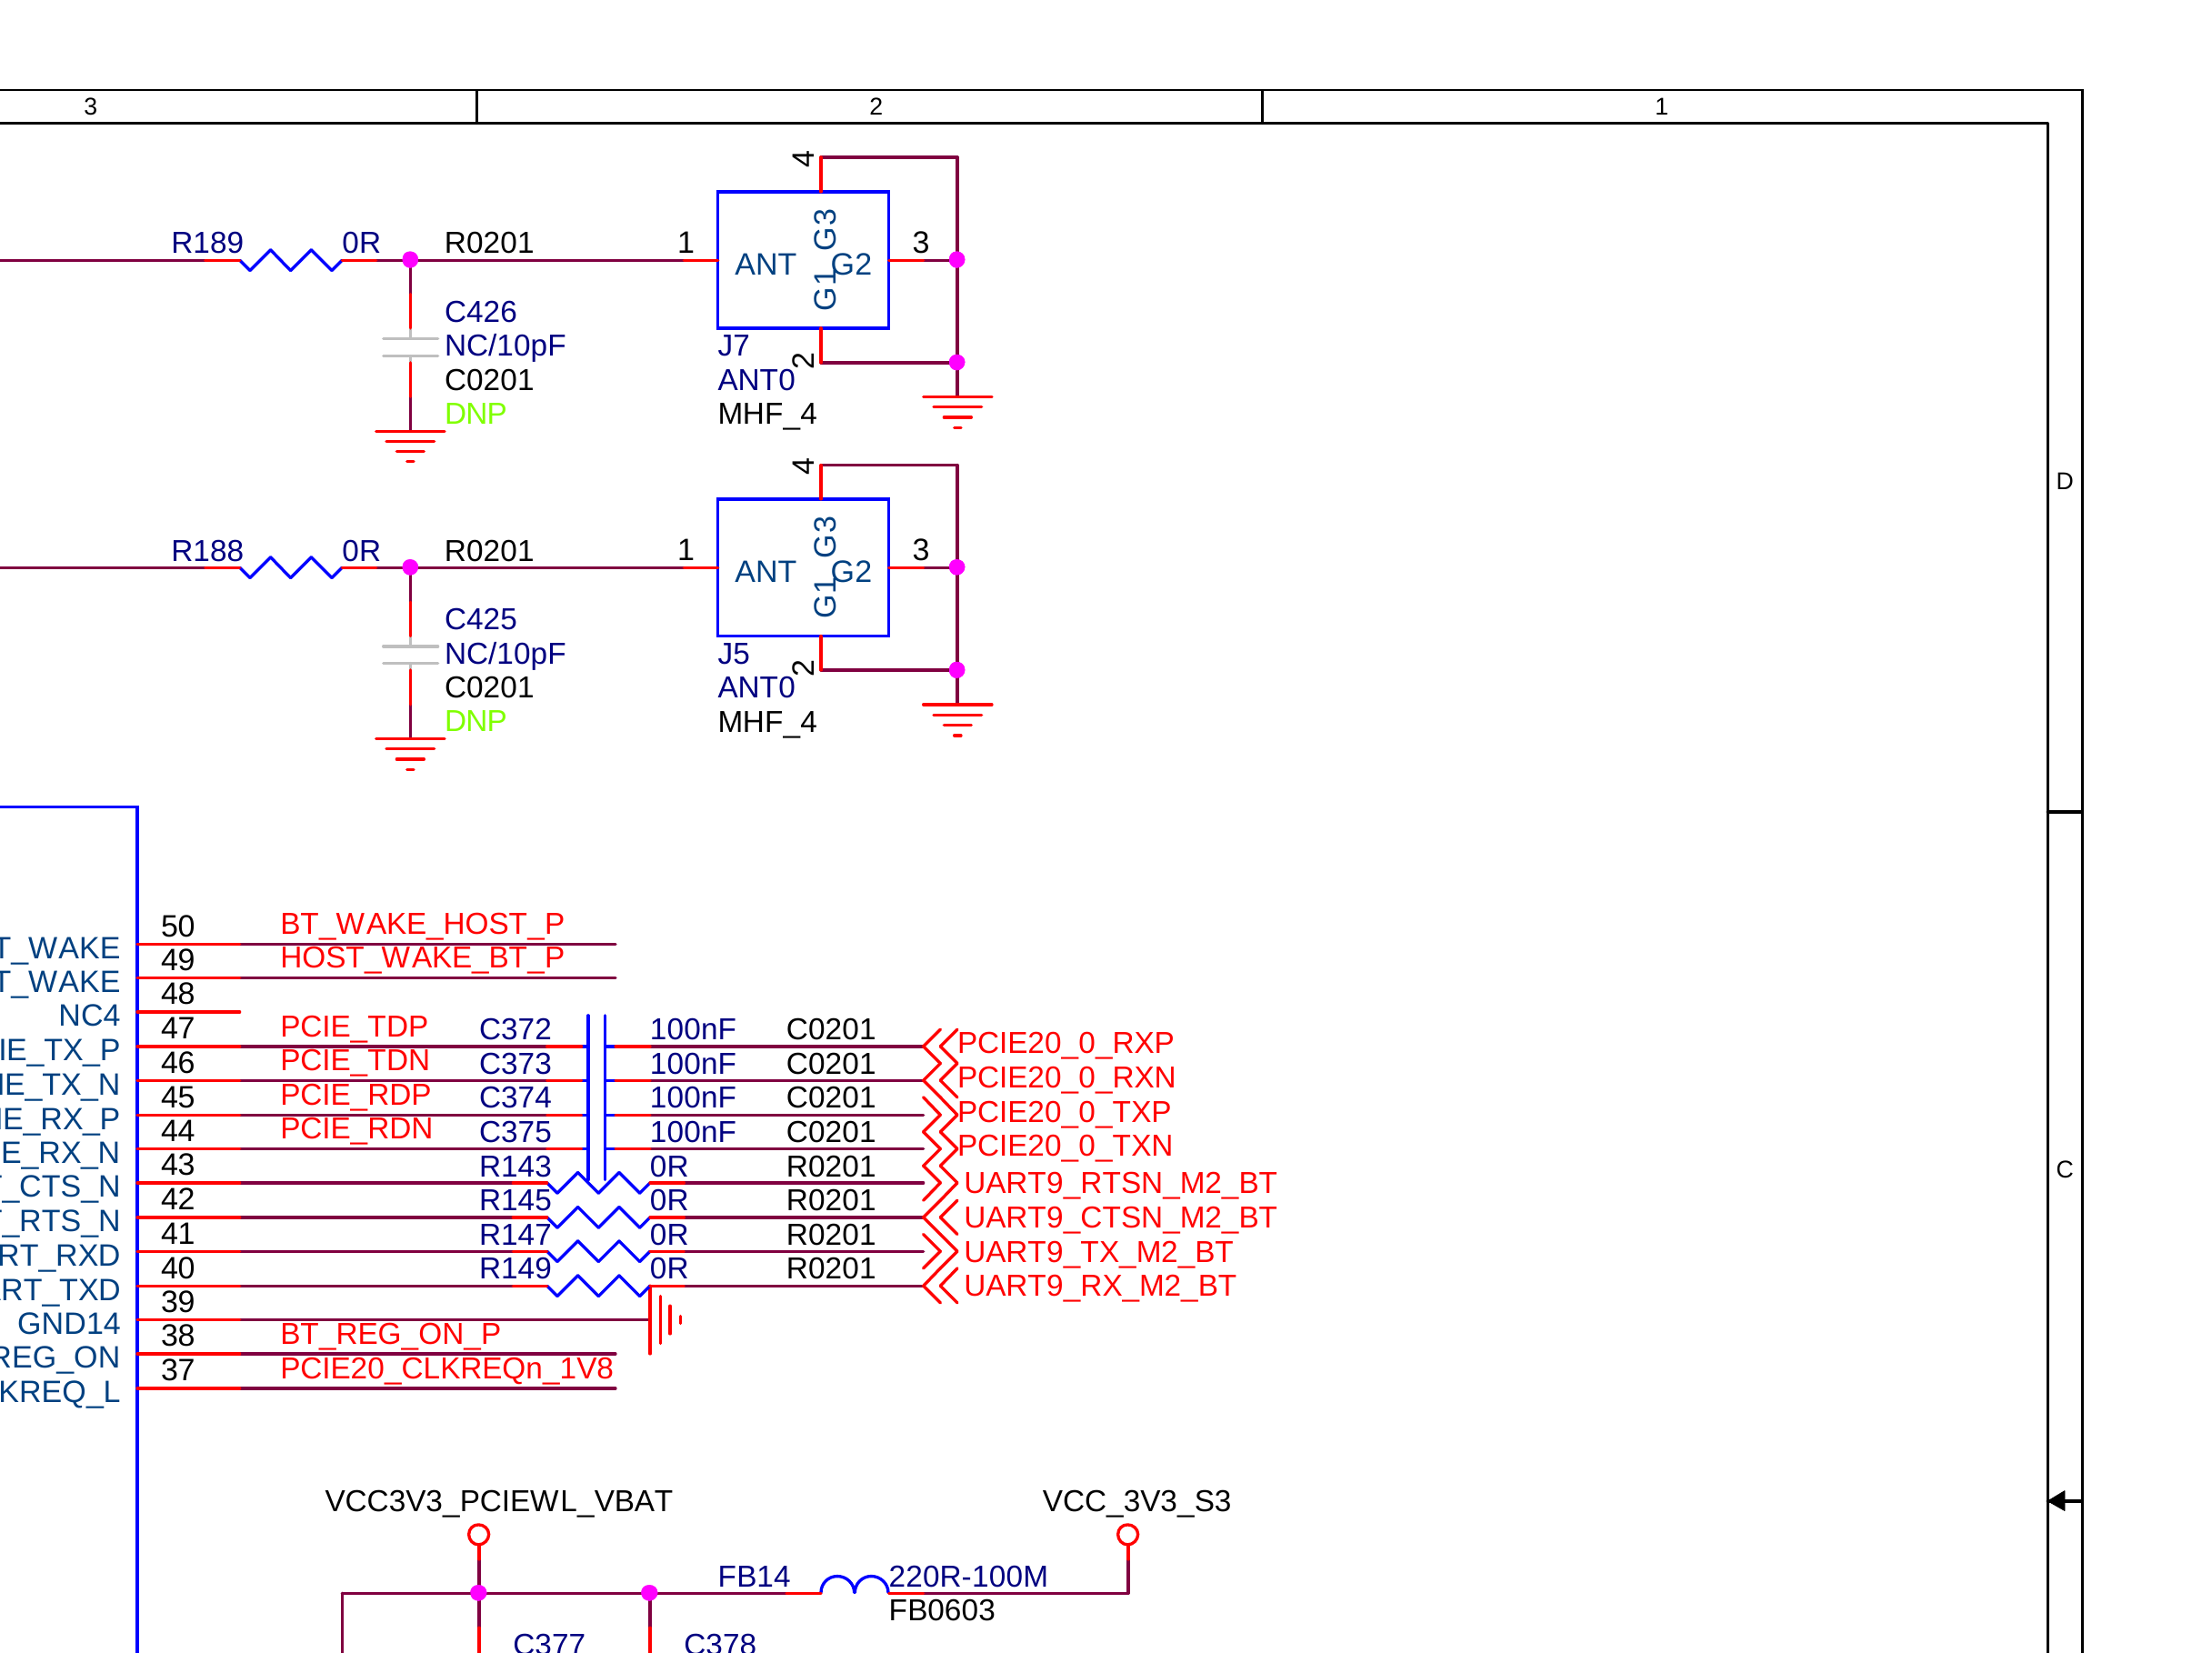 3 2 1
4
R189 0R R0201 1 ANT G1 G3 G2 3
C426
NC/10pF
C0201
DNP
J7 2
ANT0
MHF_4
4
D
R188 0R R0201 1 ANT G1 G3 G2 3
C425
NC/10pF
C0201
DNP
J5 2
ANT0
MHF_4
T_WAKE 50 BT_WAKE_HOST_P
T_WAKE 49 HOST_WAKE_BT_P
NC4 48
IE_TX_P 47 PCIE_TDP C372 100nF C0201 PCIE20_0_RXP
IE_TX_N 46 PCIE_TDN C373 100nF C0201 PCIE20_0_RXN
IE_RX_P 45 PCIE_RDP C374 100nF C0201 PCIE20_0_TXP
E_RX_N 44 PCIE_RDN C375 100nF C0201 PCIE20_0_TXN
_CTS_N 43 R143 0R R0201 UART9_RTSN_M2_BT
C
_RTS_N 42 R145 0R R0201 UART9_CTSN_M2_BT
RT_RXD 41 R147 0R R0201 UART9_TX_M2_BT
RT_TXD 40 R149 0R R0201 UART9_RX_M2_BT
GND14 39
REG_ON 38 BT_REG_ON_P
KREQ_L 37 PCIE20_CLKREQn_1V8
VCC3V3_PCIEWL_VBAT VCC_3V3_S3
FB14 220R-100M
FB0603
C377 C378